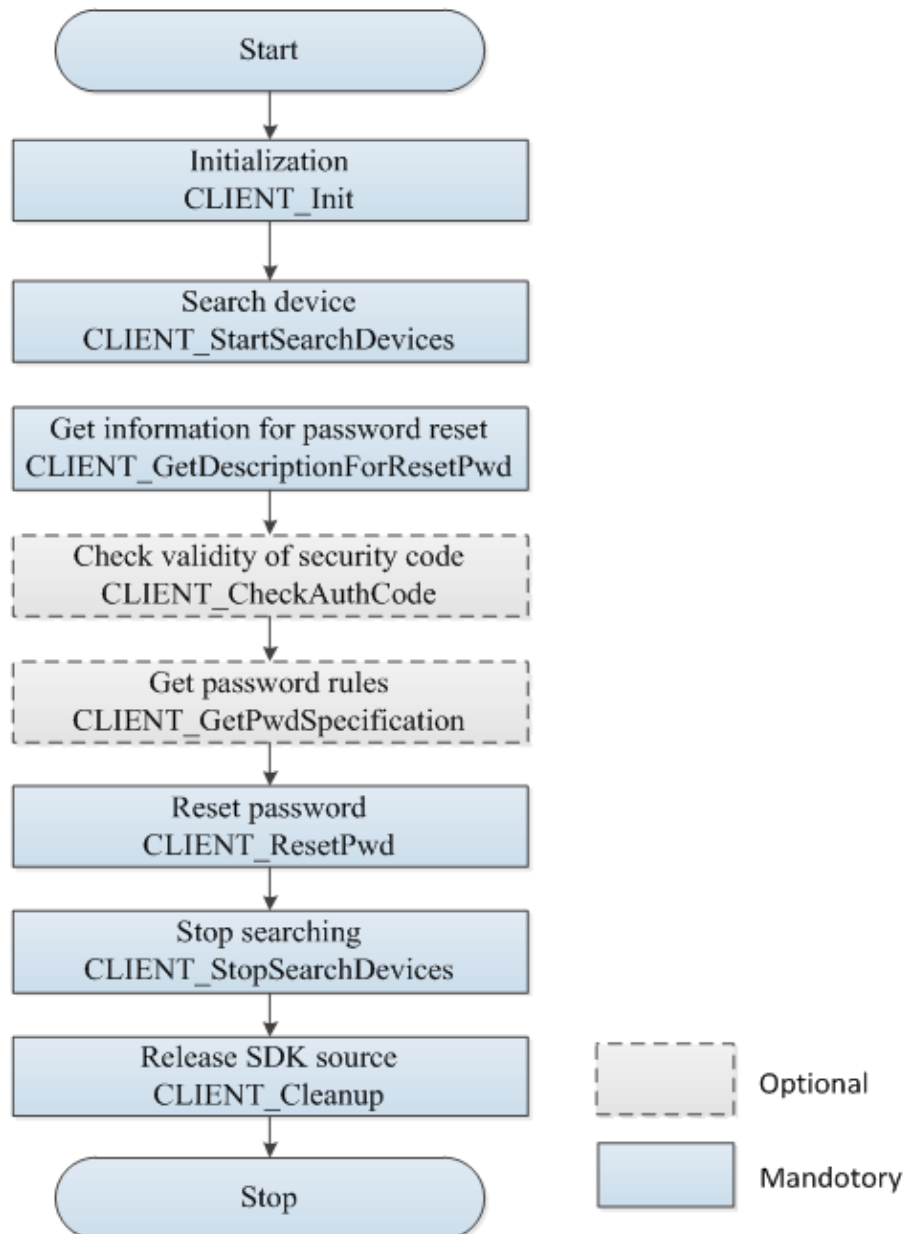 Start
Initialization
CLIENT_Init
Search device
CLIENT_StartSearchDevices
Get information for password reset
CLIENT_GetDescriptionForResetPwd
Check validity of security code
CLIENT_CheckAuthCode
Get password rules
CLIENT_GetPwdSpecification
Reset password
CLIENT_ResetPwd
Stop searching
CLIENT_StopSearchDevices
Release SDK source
CLIENT_Cleanup
Stop
Optional
Mandotory